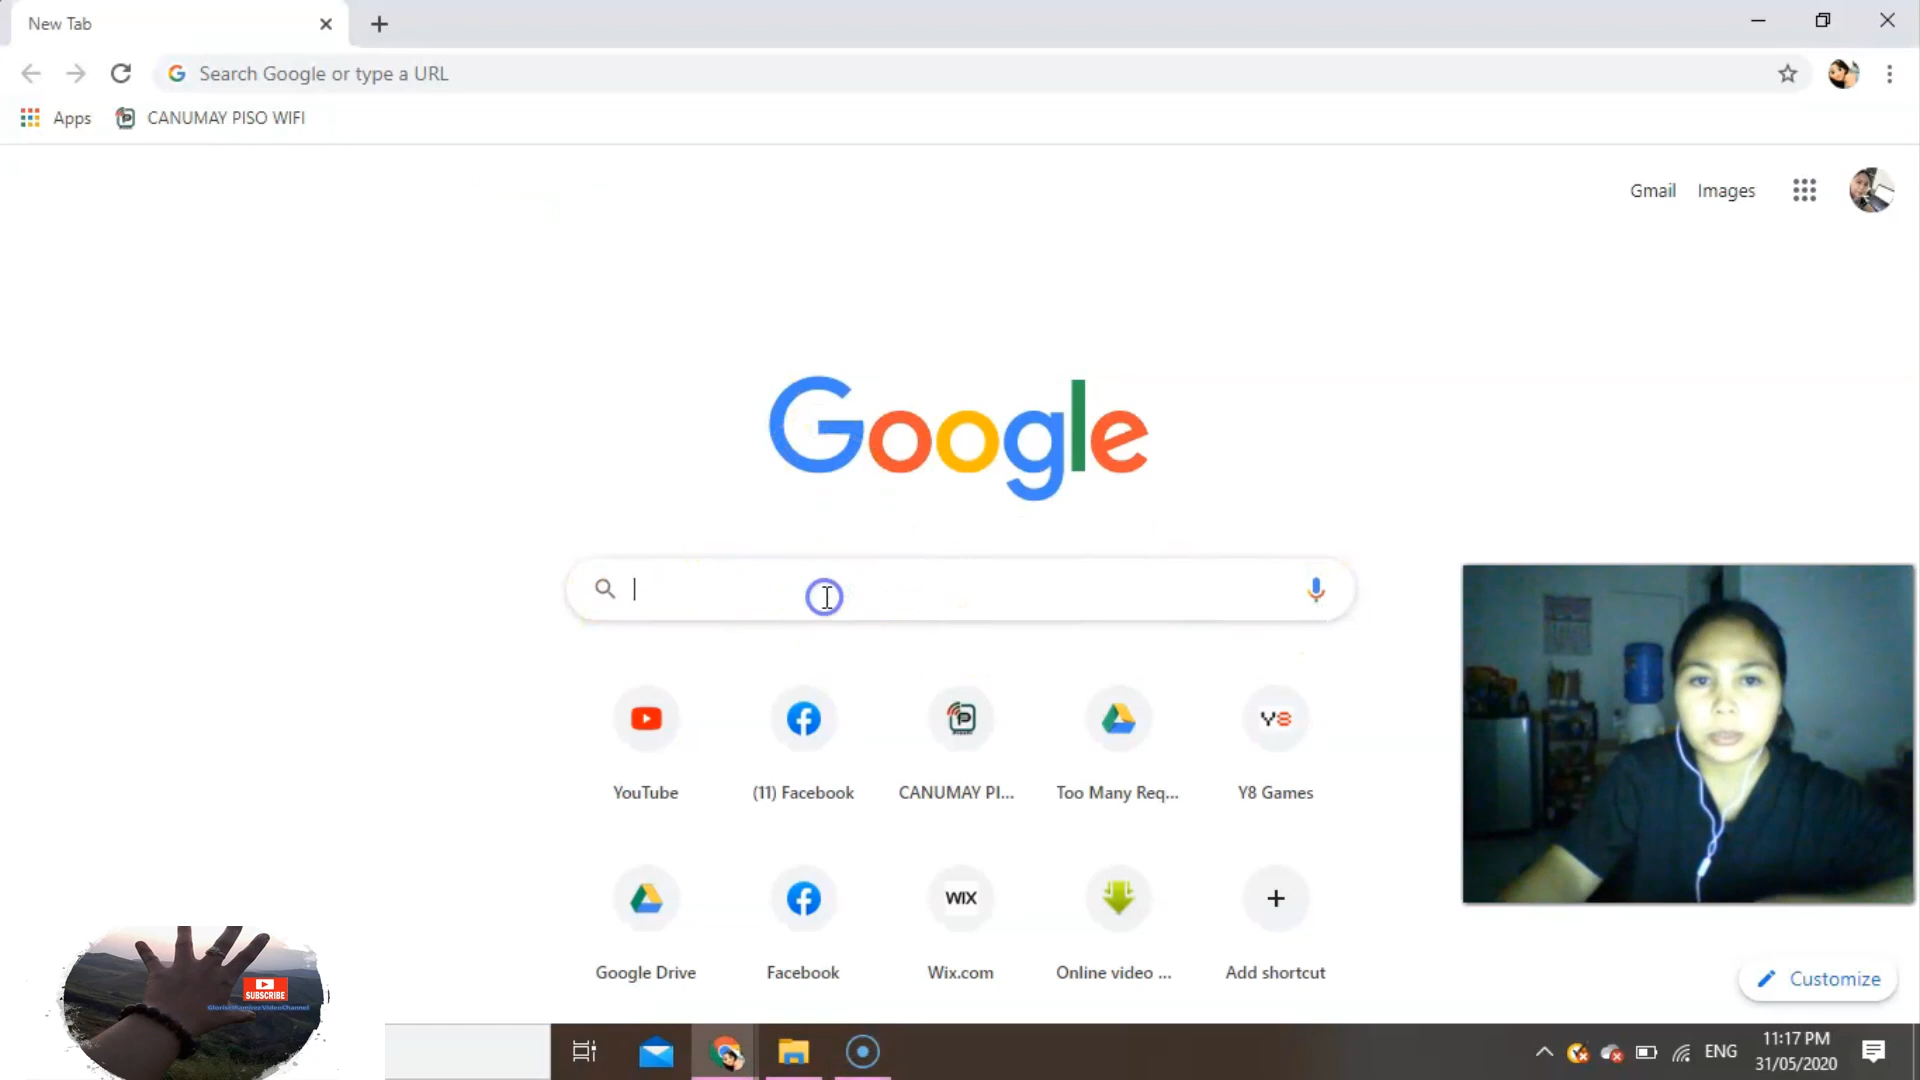 New Tab
Search Google or type a URL
Apps
CANUMAY PISO WIFI
Gmail
Images
Google
YouTube
(11) Facebook
CANUMAY PI...
Too Many Req...
Y8
Y8 Games
Google Drive
Facebook
WIX
Wix.com
Online video ...
Add shortcut
Customize
SUBSCRIBE
ENG
11:17 PM
31/05/2020